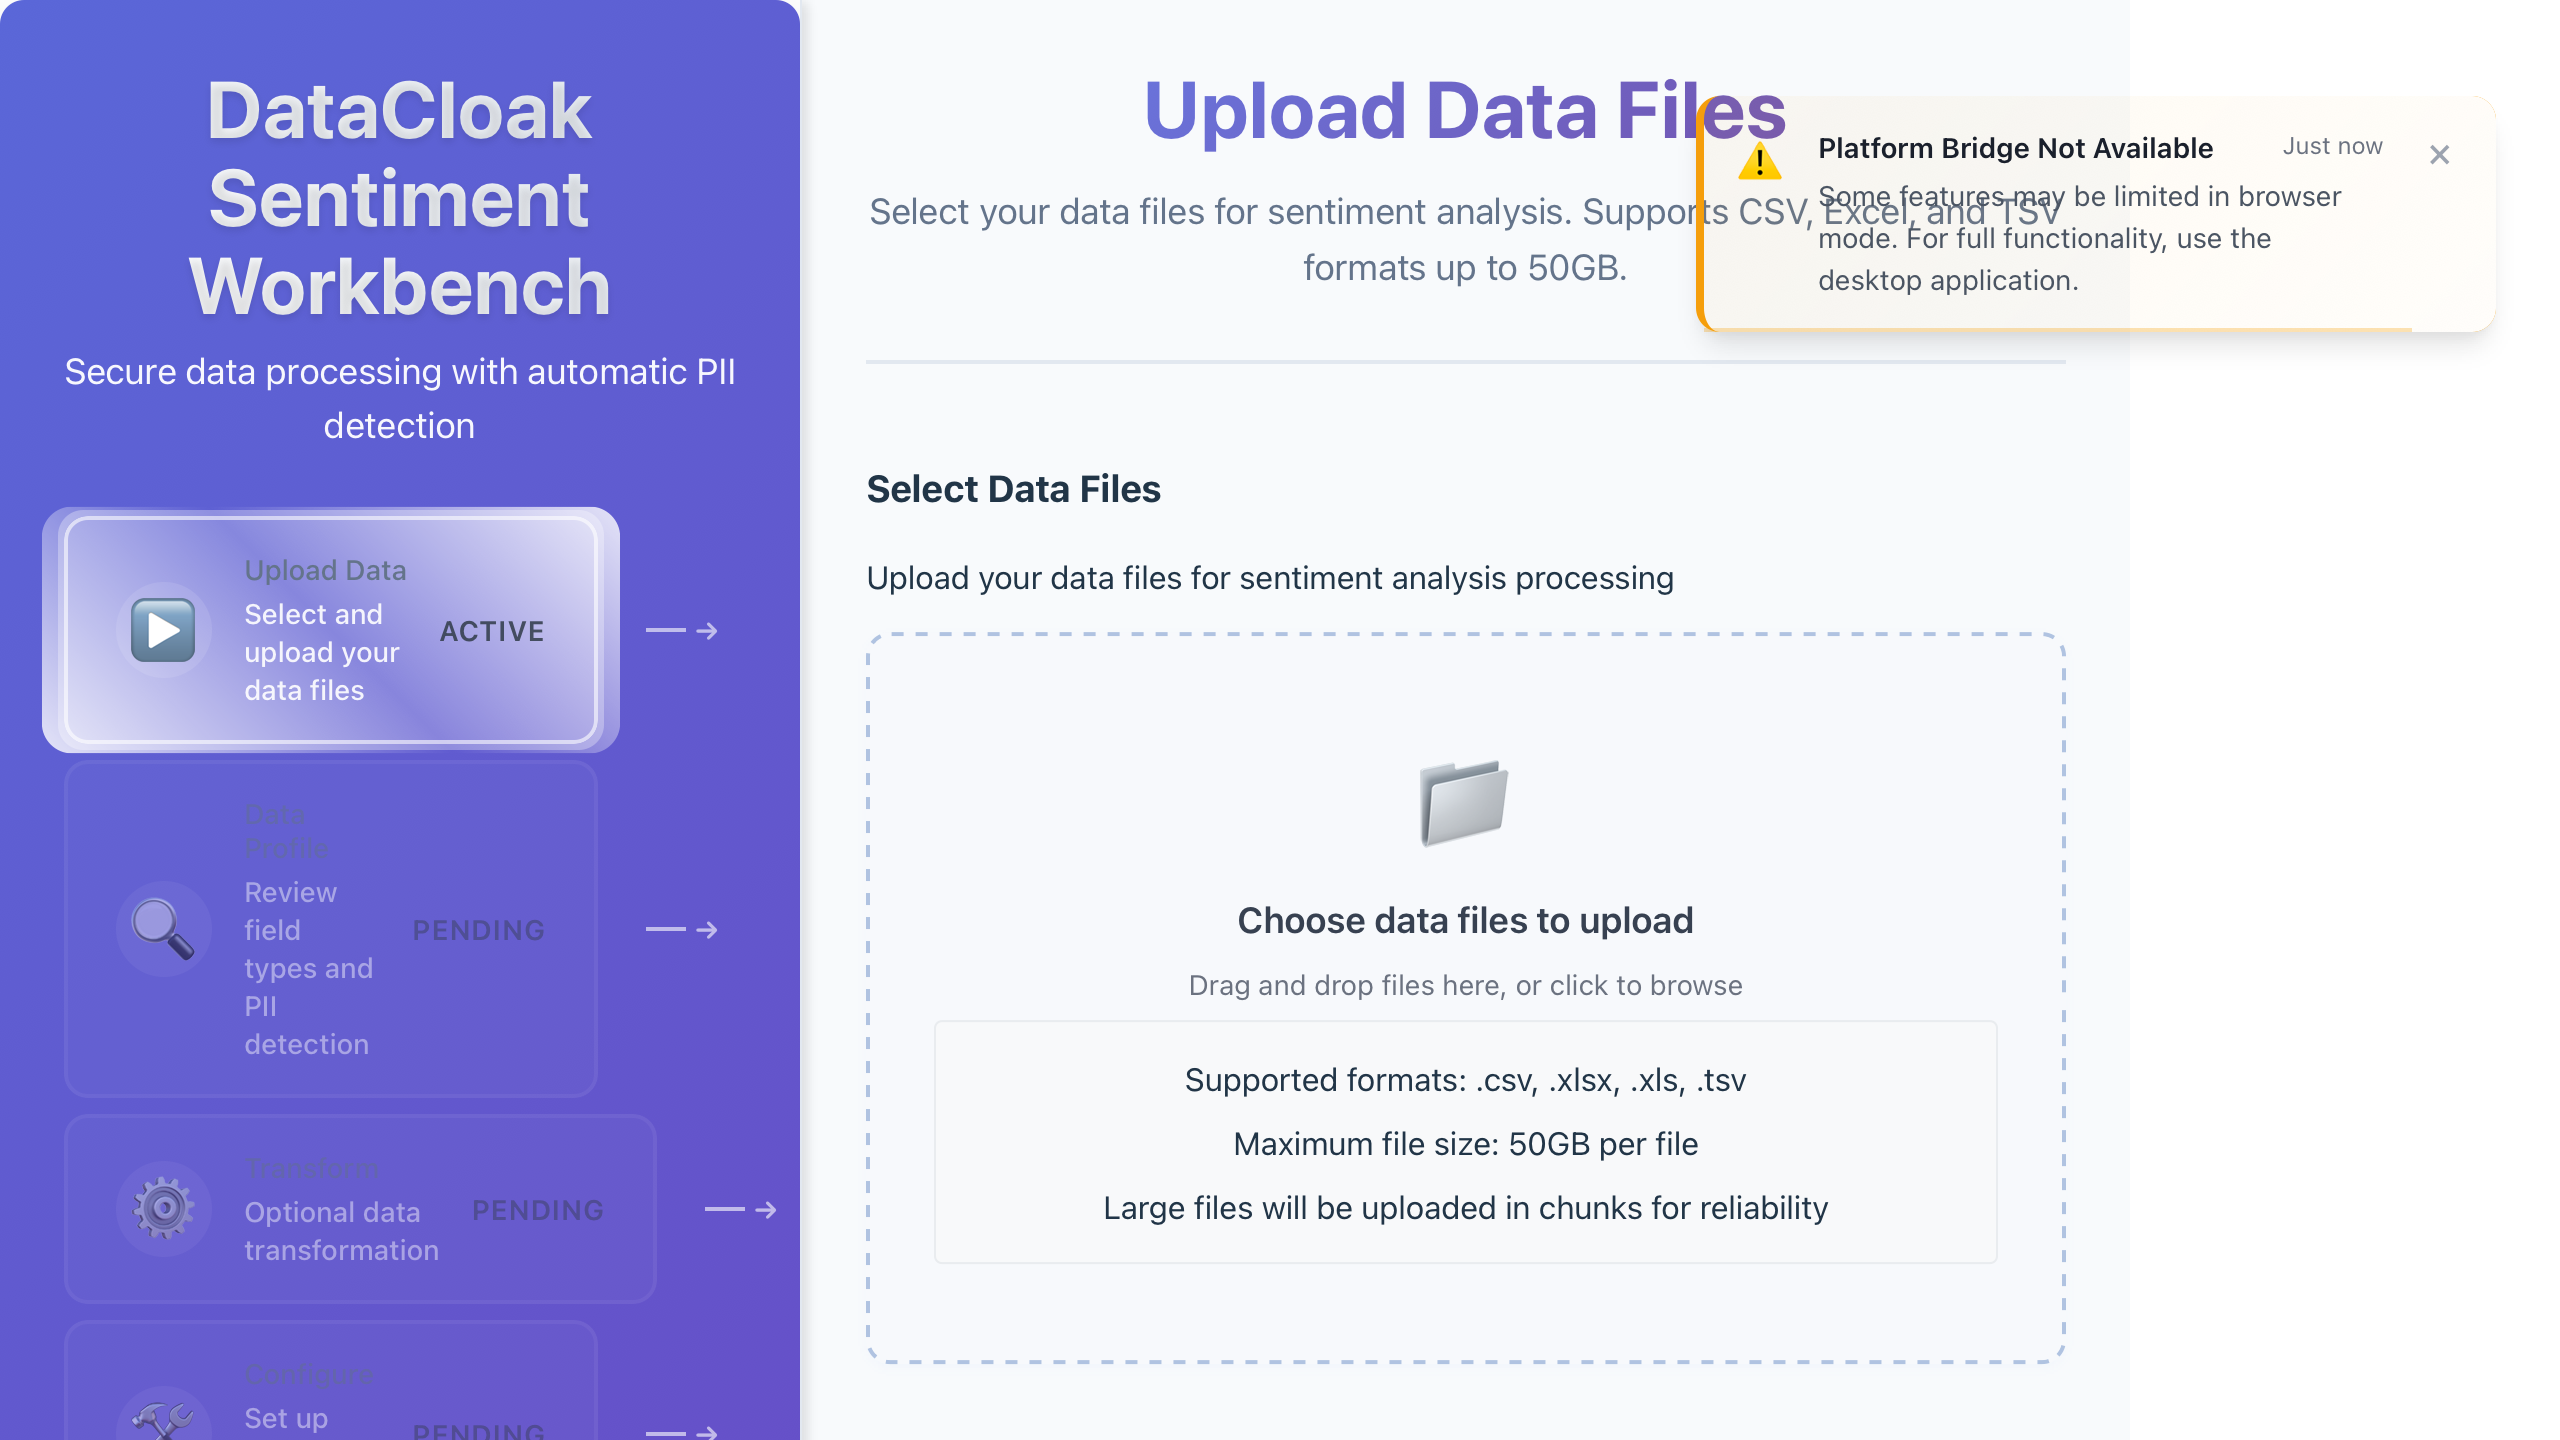 DataCloak
Sentiment
Workbench
Secure data processing with automatic PII
detection
Upload Data
Select and
upload your
data files
ACTIVE
Data
Profile
Review
field
types and
PII
detection
PENDING
Transform
Optional data
transformation
PENDING
Configure
Set up
PENDING
Upload Data Files
Select your data files for sentiment analysis. Supports CSV, Excel, and TSV
formats up to 50GB.
Platform Bridge Not Available
Just now
Some features may be limited in browser
mode. For full functionality, use the
desktop application.
Select Data Files
Upload your data files for sentiment analysis processing
Choose data files to upload
Drag and drop files here, or click to browse
Supported formats: .csv, .xlsx, .xls, .tsv
Maximum file size: 50GB per file
Large files will be uploaded in chunks for reliability